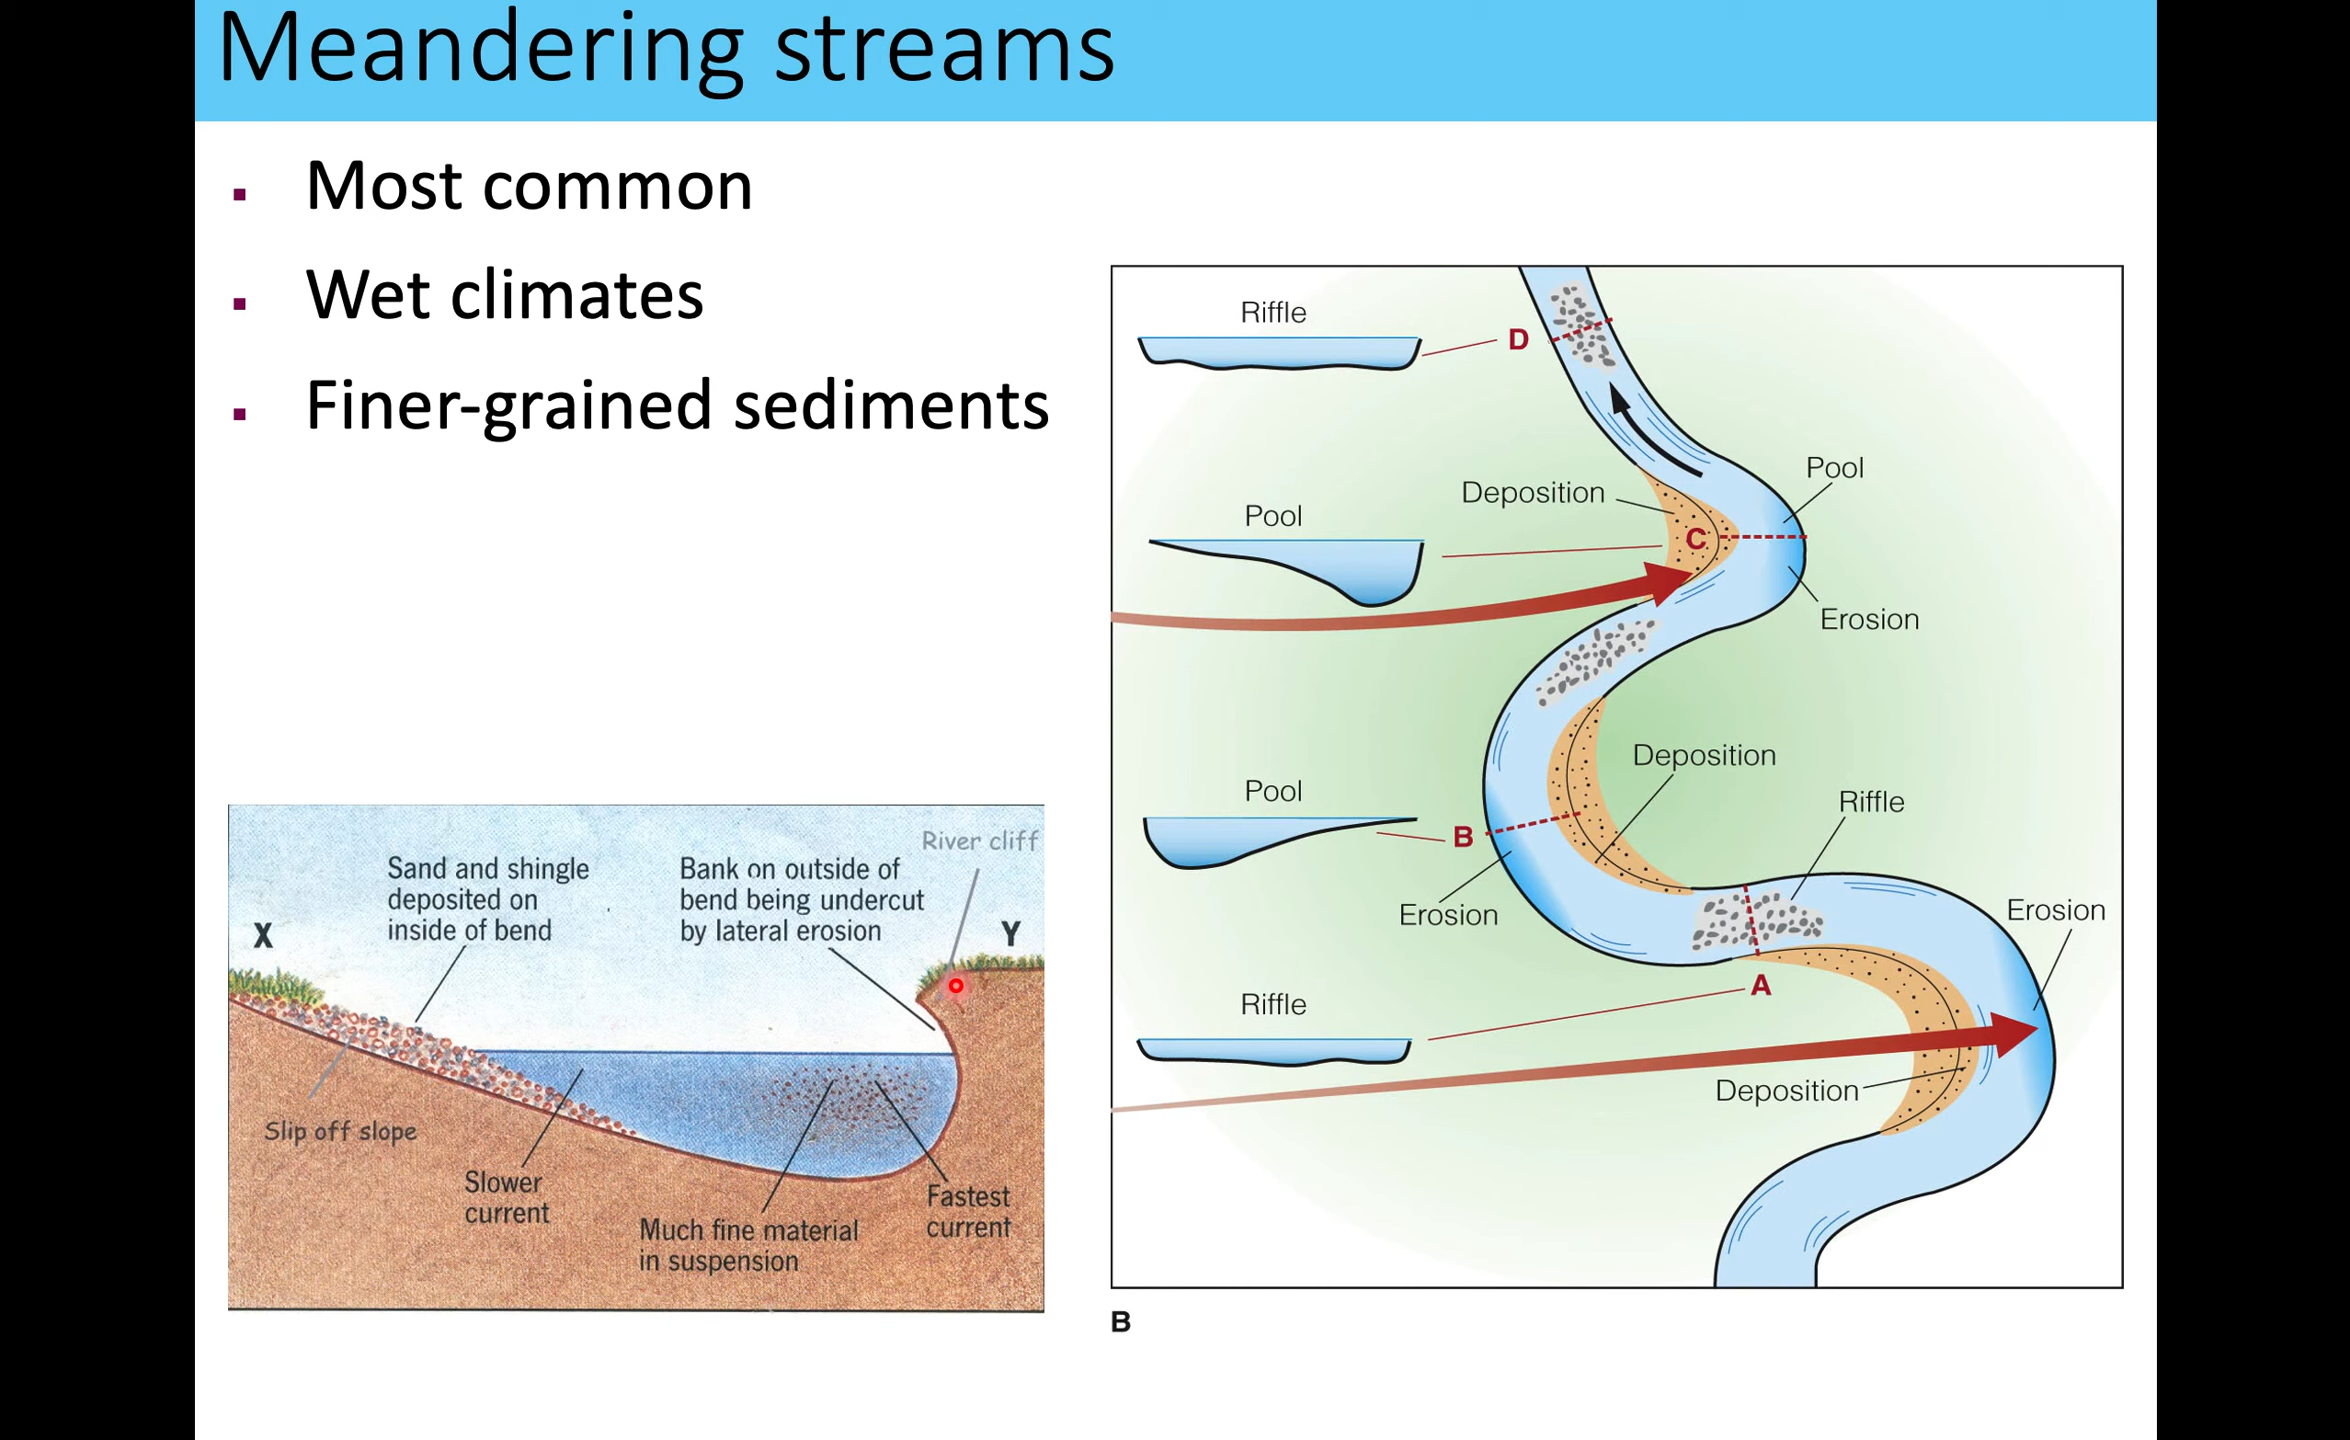 Meandering streams
Most common
Wet climates
Finer-grained sediments
River cliff
Sand and shingle
deposited on
inside of bend
Bank on outside of
bend being undercut
by lateral erosion
X
Y
Slip off slope
Slower
current
Much fine material
in suspension
Fastest
current
Riffle
D
Pool
Deposition
Pool
C
Erosion
Deposition
Pool
B
Riffle
Erosion
Erosion
A
Riffle
Deposition
B